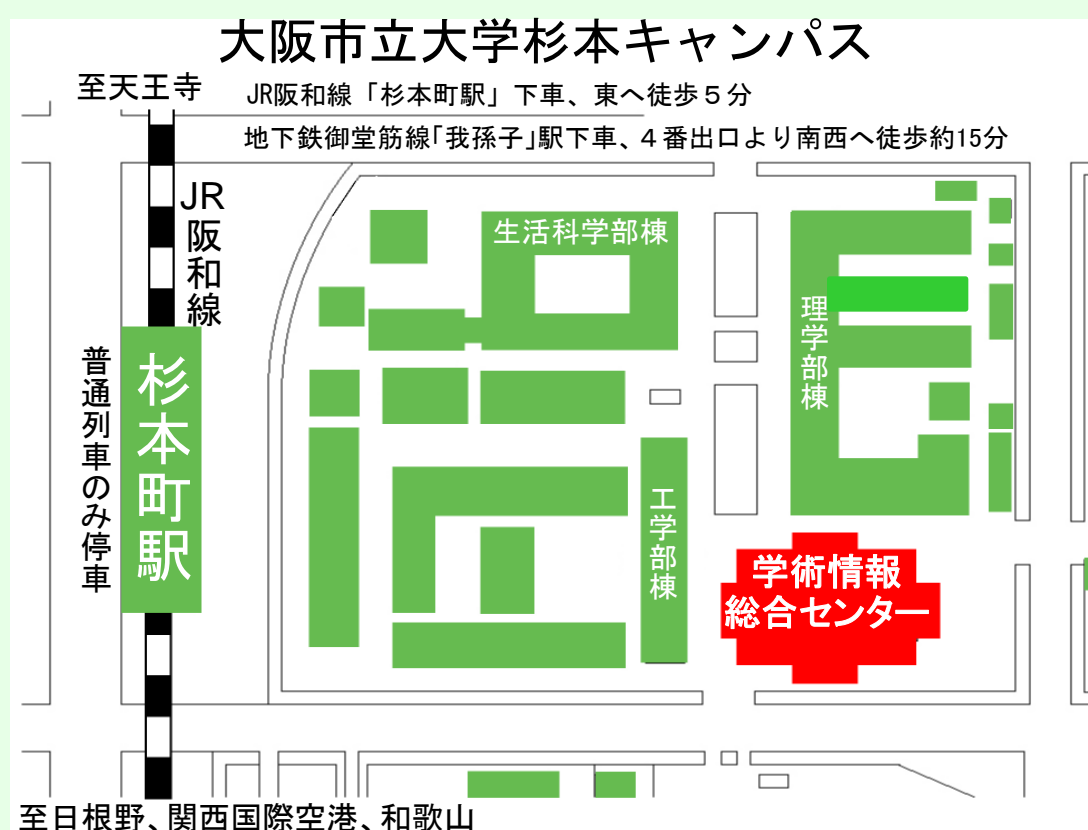 大阪市立大学杉本キャンパス
至天王寺
JR阪和線「杉本町駅」下車、東へ徒歩５分
地下鉄御堂筋線「我孫子」駅下車、４番出口より南西へ徒歩約15分
JR阪和線
生活科学部棟
理学部棟
杉本町駅
普通列車のみ停車
工学部棟
学術情報
総合センター
至日根野、関西国際空港、和歌山